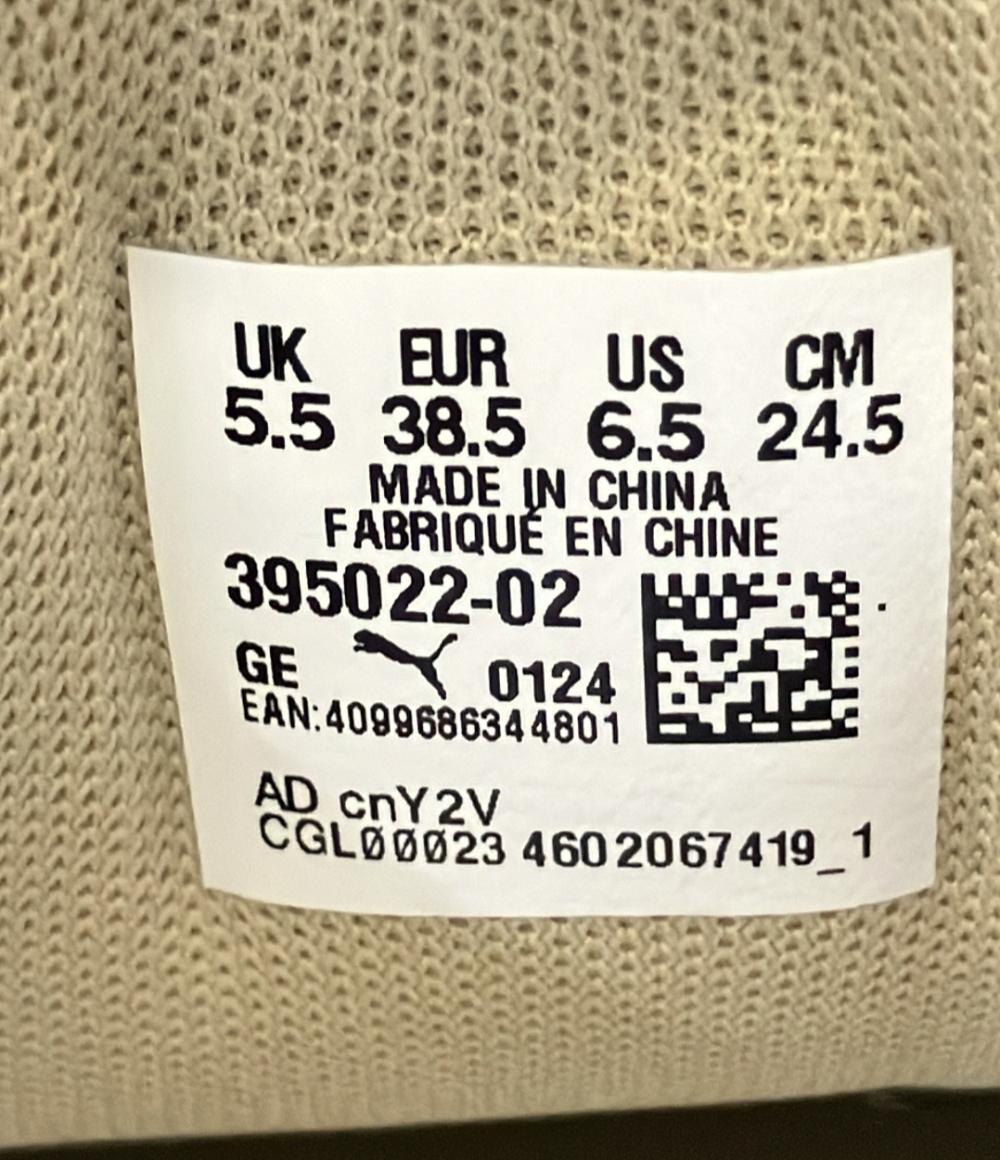 UK EUR US CM
5.5 38.5 6.5 24.5
MADE IN CHINA
FABRIQUÉ EN CHINE
395022-02
GE 0124
EAN:4099686344801
AD cnY2V
CGL00023 4602067419_1